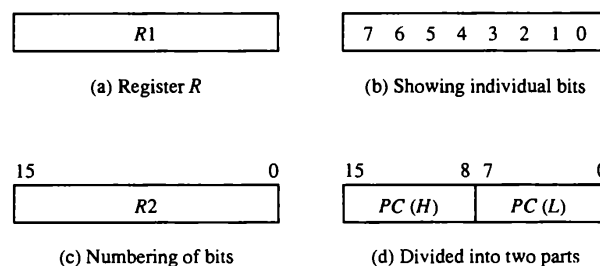 R1
7 6 5 4 3 2 1 0
(a) Register R
(b) Showing individual bits
15 0
15 8 7 0
R2
PC (H) PC (L)
(c) Numbering of bits
(d) Divided into two parts